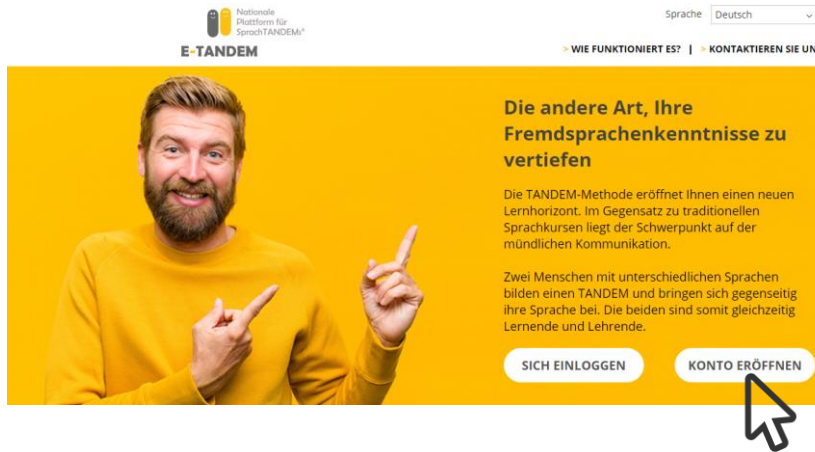 Nationale
Plattform für
SprachTANDEMs®
E-TANDEM
Sprache Deutsch
> WIE FUNKTIONIERT ES? | > KONTAKTIEREN SIE UN
Die andere Art, Ihre
Fremdsprachenkenntnisse zu
vertiefen
Die TANDEM-Methode eröffnet Ihnen einen neuen
Lernhorizont. Im Gegensatz zu traditionellen
Sprachkursen liegt der Schwerpunkt auf der
mündlichen Kommunikation.
Zwei Menschen mit unterschiedlichen Sprachen
bilden einen TANDEM und bringen sich gegenseitig
ihre Sprache bei. Die beiden sind somit gleichzeitig
Lernende und Lehrende.
SICH EINLOGGEN
KONTO ERÖFFNEN